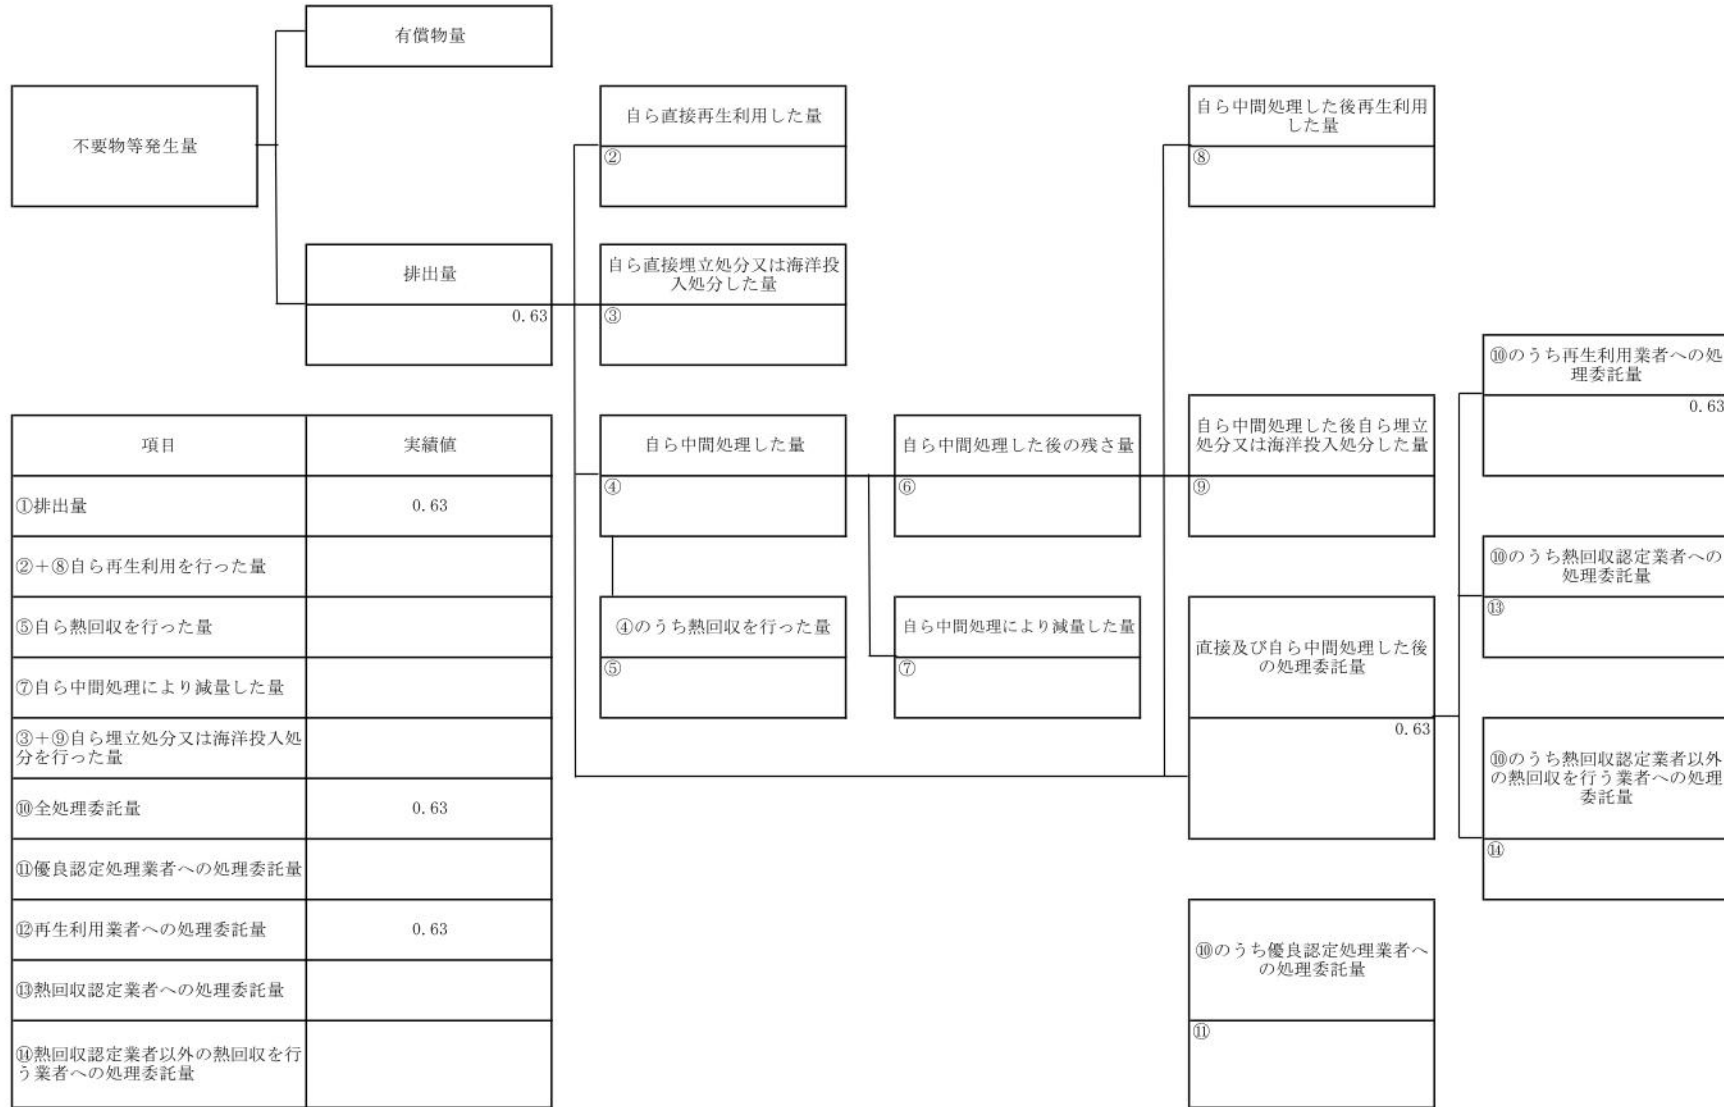 有償物量
不要物等発生量
自ら直接再生利用した量
②
自ら中間処理した後再生利用
した量
⑧
排出量
0.63
自ら直接埋立処分又は海洋投
入処分した量
③
⑩のうち再生利用業者への処
理委託量
0.63
項目
実績値
①排出量
0.63
②＋⑧自ら再生利用を行った量
⑤自ら熱回収を行った量
⑦自ら中間処理により減量した量
③＋⑨自ら埋立処分又は海洋投入処
分を行った量
⑩全処理委託量
0.63
⑪優良認定処理業者への処理委託量
⑫再生利用業者への処理委託量
0.63
⑬熱回収認定業者への処理委託量
⑭熱回収認定業者以外の熱回収を行
う業者への処理委託量
自ら中間処理した量
④
自ら中間処理した後の残さ量
⑥
自ら中間処理した後自ら埋立
処分又は海洋投入処分した量
⑨
④のうち熱回収を行った量
⑤
自ら中間処理により減量した量
⑦
直接及び自ら中間処理した後
の処理委託量
0.63
⑩のうち熱回収認定業者への
処理委託量
⑬
⑩のうち熱回収認定業者以外
の熱回収を行う業者への処理
委託量
⑭
⑩のうち優良認定処理業者へ
の処理委託量
⑪